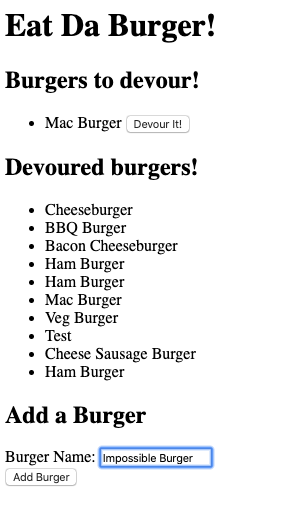 Eat Da Burger!
Burgers to devour!
Mac Burger Devour It!
Devoured burgers!
Cheeseburger
BBQ Burger
Bacon Cheeseburger
Ham Burger
Ham Burger
Mac Burger
Veg Burger
Test
Cheese Sausage Burger
Ham Burger
Add a Burger
Burger Name: Impossible Burger
Add Burger